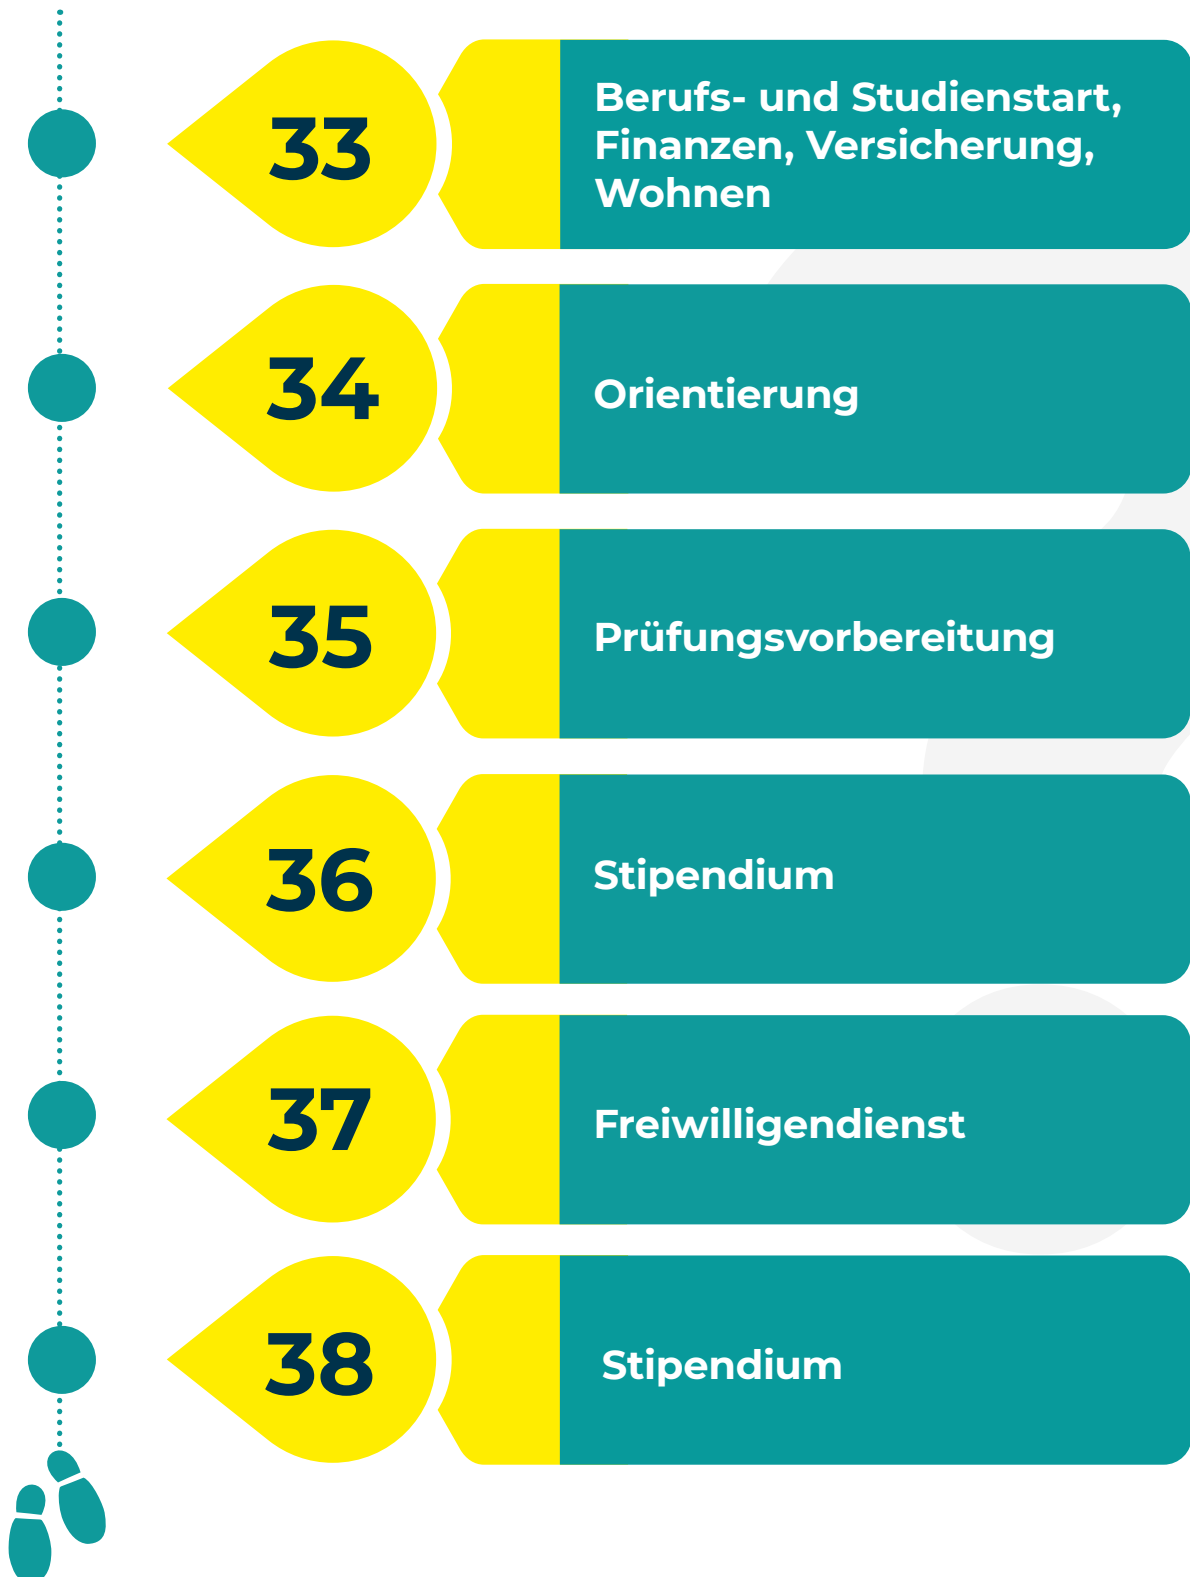 33
Berufs- und Studienstart,
Finanzen, Versicherung,
Wohnen
34
Orientierung
35
Prüfungsvorbereitung
36
Stipendium
37
Freiwilligendienst
38
Stipendium